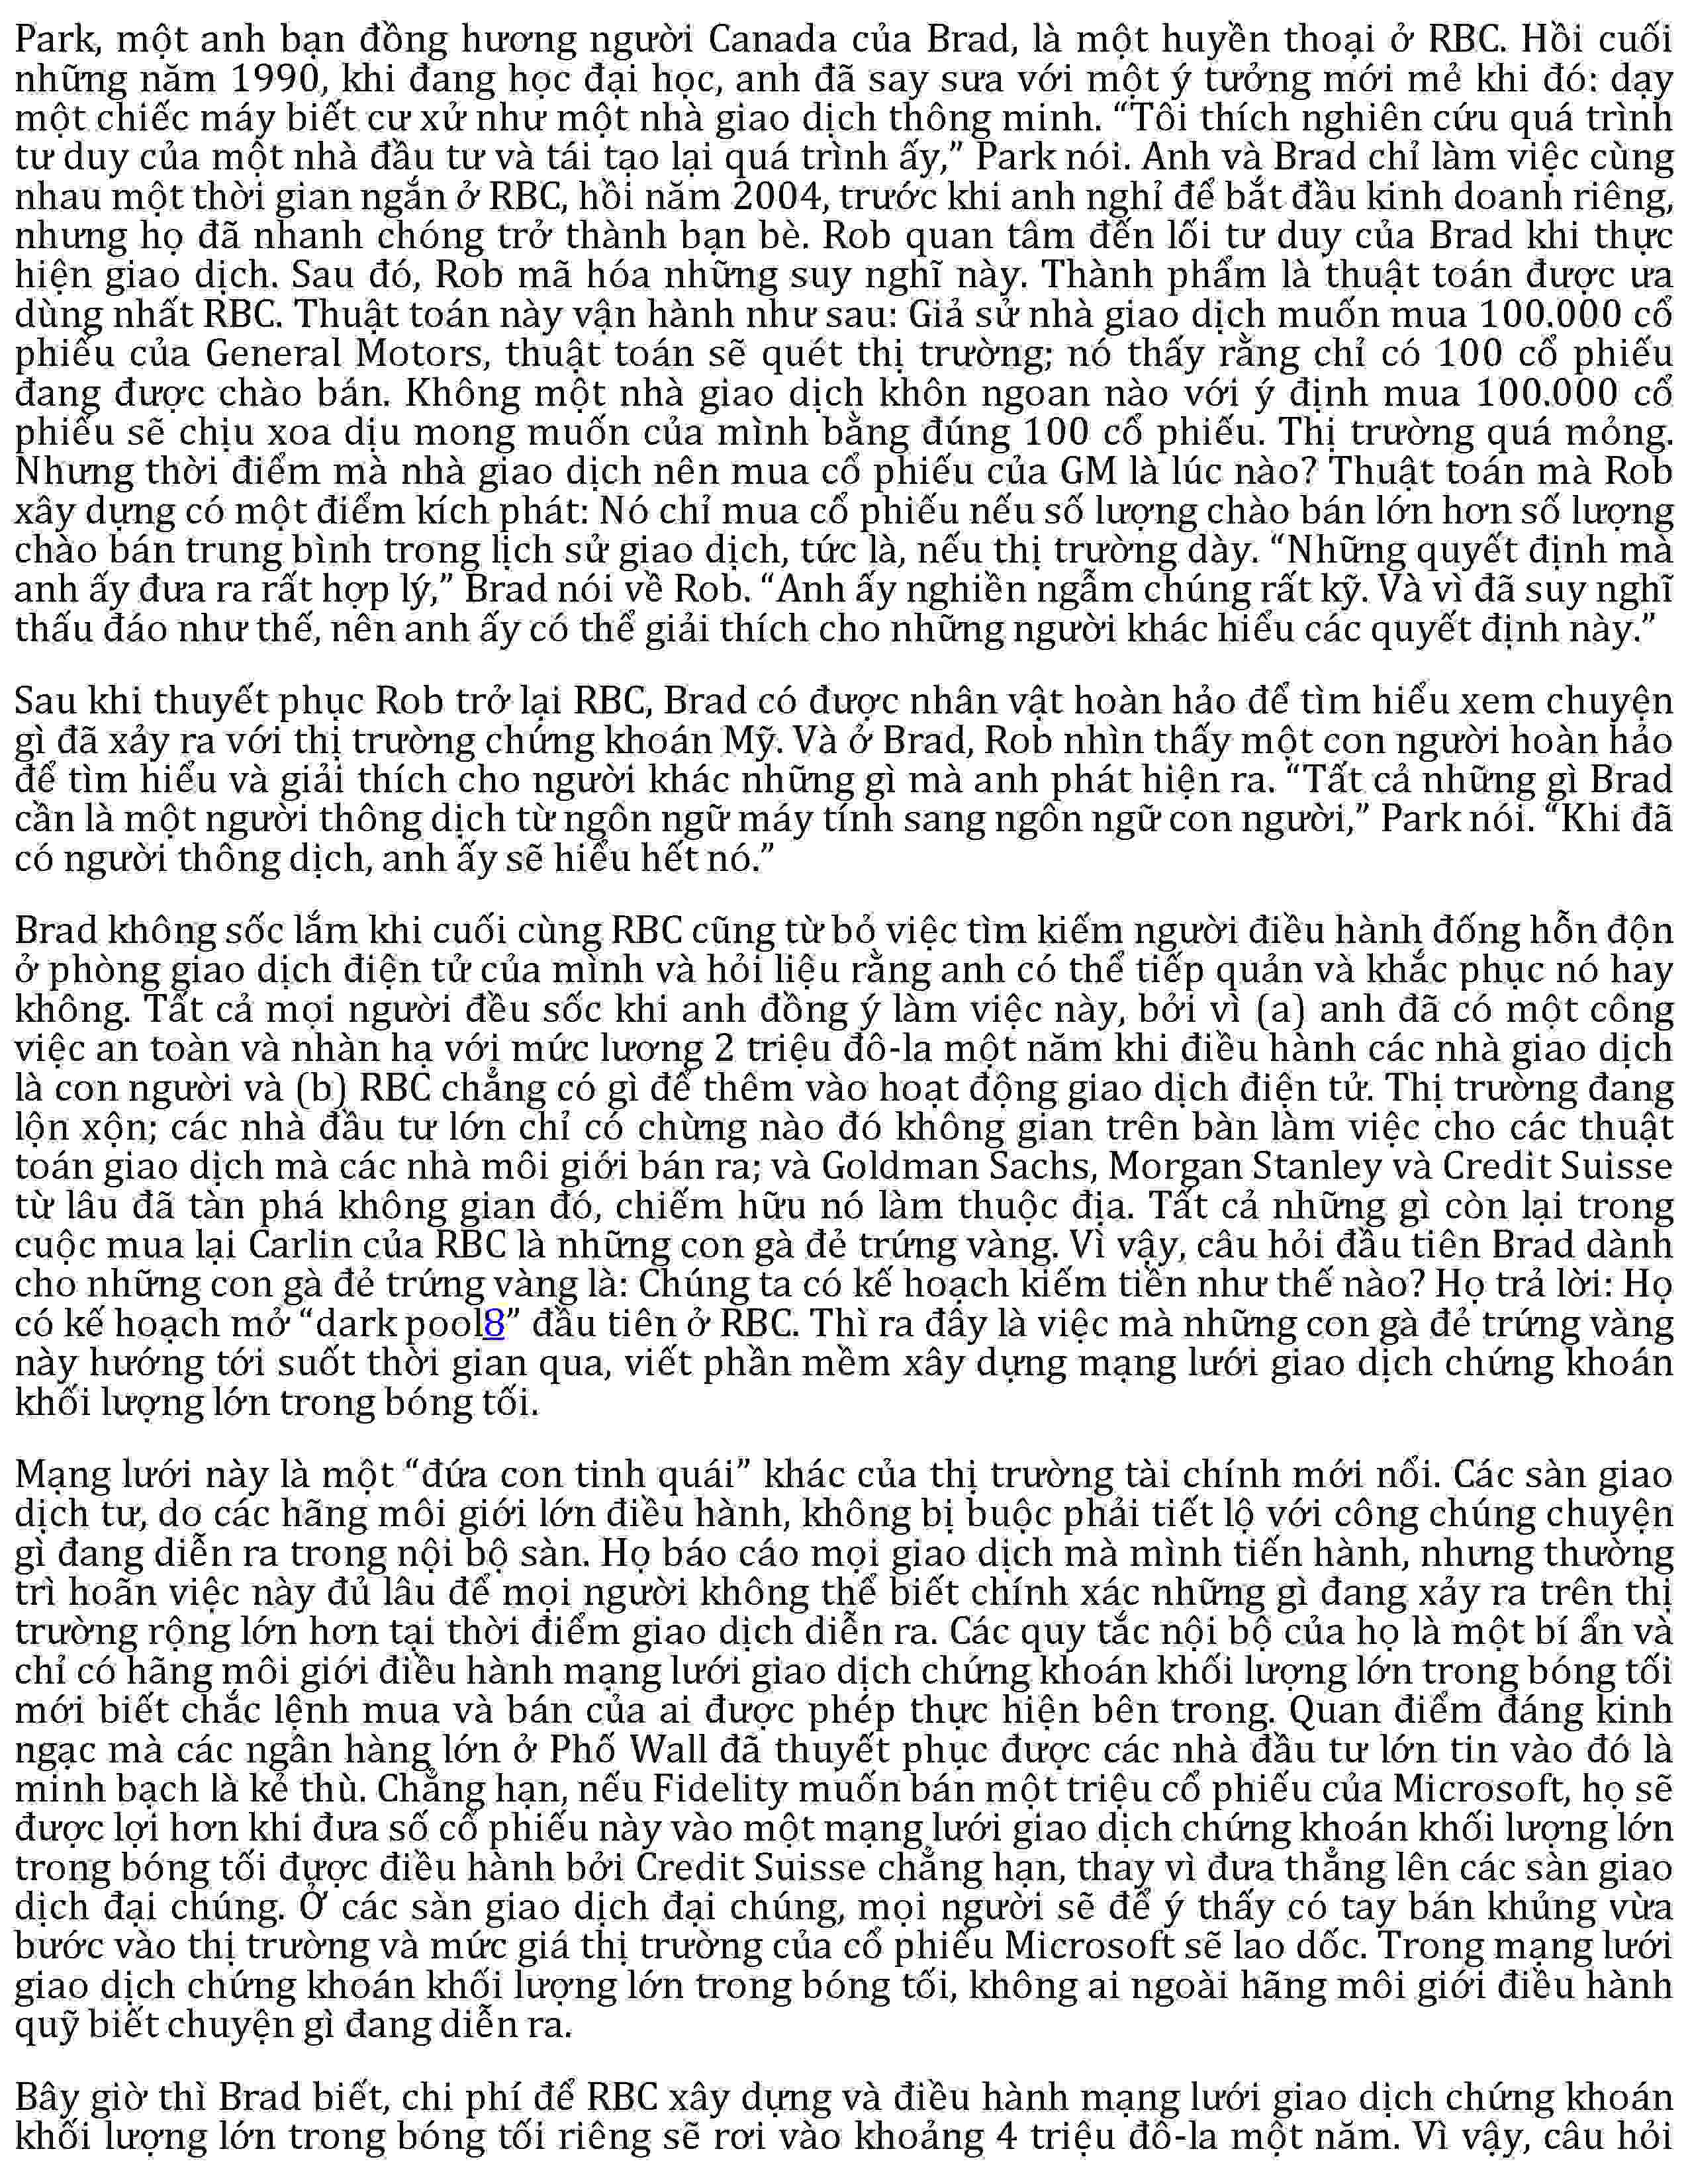 Park, một anh bạn đồng hương người Canada của Brad, là một huyền thoại ở RBC. Hồi cuối
những năm 1990, khi đang học đại học, anh đã say sưa với một ý tưởng mới mẻ khi đó: dạy
một chiếc máy biết cư xử như một nhà giao dịch thông minh. “Tôi thích nghiên cứu quá trình
tư duy của một nhà đầu tư và tái tạo lại quá trình ấy,” Park nói. Anh và Brad chỉ làm việc cùng
nhau một thời gian ngắn ở RBC, hồi năm 2004, trước khi anh nghỉ để bắt đầu kinh doanh riêng,
nhưng họ đã nhanh chóng trở thành bạn bè. Rob quan tâm đến lối tư duy của Brad khi thực
hiện giao dịch. Sau đó, Rob mã hóa những suy nghĩ này. Thành phẩm là thuật toán được ưa
dùng nhất RBC. Thuật toán này vận hành như sau: Giả sử nhà giao dịch muốn mua 100.000 cổ
phiếu của General Motors, thuật toán sẽ quét thị trường; nó thấy rằng chỉ có 100 cổ phiếu
đang được chào bán. Không một nhà giao dịch khôn ngoan nào với ý định mua 100.000 cổ
phiếu sẽ chịu xoa dịu mong muốn của mình bằng đúng 100 cổ phiếu. Thị trường quá mỏng.
Nhưng thời điểm mà nhà giao dịch nên mua cổ phiếu của GM là lúc nào? Thuật toán mà Rob
xây dựng có một điểm kích phát: Nó chỉ mua cổ phiếu nếu số lượng chào bán lớn hơn số lượng
chào bán trung bình trong lịch sử giao dịch, tức là, nếu thị trường dày. “Những quyết định mà
anh ấy đưa ra rất hợp lý,” Brad nói về Rob. “Anh ấy nghiền ngẫm chúng rất kỹ. Và vì đã suy nghĩ
thấu đáo như thế, nên anh ấy có thể giải thích cho những người khác hiểu các quyết định này.”
Sau khi thuyết phục Rob trở lại RBC, Brad có được nhân vật hoàn hảo để tìm hiểu xem chuyện
gì đã xảy ra với thị trường chứng khoán Mỹ. Và ở Brad, Rob nhìn thấy một con người hoàn hảo
để tìm hiểu và giải thích cho người khác những gì mà anh phát hiện ra. “Tất cả những gì Brad
cần là một người thông dịch từ ngôn ngữ máy tính sang ngôn ngữ con người,” Park nói. “Khi đã
có người thông dịch, anh ấy sẽ hiểu hết nó.”
Brad không sốc lắm khi cuối cùng RBC cũng từ bỏ việc tìm kiếm người điều hành đống hỗn độn
ở phòng giao dịch điện tử của mình và hỏi liệu rằng anh có thể tiếp quản và khắc phục nó hay
không. Tất cả mọi người đều sốc khi anh đồng ý làm việc này, bởi vì (a) anh đã có một công
việc an toàn và nhàn hạ với mức lương 2 triệu đô-la một năm khi điều hành các nhà giao dịch
là con người và (b) RBC chẳng có gì để thêm vào hoạt động giao dịch điện tử. Thị trường đang
lộn xộn; các nhà đầu tư lớn chỉ có chừng nào đó không gian trên bàn làm việc cho các thuật
toán giao dịch mà các nhà môi giới bán ra; và Goldman Sachs, Morgan Stanley và Credit Suisse
từ lâu đã tàn phá không gian đó, chiếm hữu nó làm thuộc địa. Tất cả những gì còn lại trong
cuộc mua lại Carlin của RBC là những con gà đẻ trứng vàng. Vì vậy, câu hỏi đầu tiên Brad dành
cho những con gà đẻ trứng vàng là: Chúng ta có kế hoạch kiếm tiền như thế nào? Họ trả lời: Họ
có kế hoạch mở “dark pool8” đầu tiên ở RBC. Thì ra đây là việc mà những con gà đẻ trứng vàng
này hướng tới suốt thời gian qua, viết phần mềm xây dựng mạng lưới giao dịch chứng khoán
khối lượng lớn trong bóng tối.
Mạng lưới này là một “đứa con tinh quái” khác của thị trường tài chính mới nổi. Các sàn giao
dịch tư, do các hãng môi giới lớn điều hành, không bị buộc phải tiết lộ với công chúng chuyện
gì đang diễn ra trong nội bộ sàn. Họ báo cáo mọi giao dịch mà mình tiến hành, nhưng thường
trì hoãn việc này đủ lâu để mọi người không thể biết chính xác những gì đang xảy ra trên thị
trường rộng lớn hơn tại thời điểm giao dịch diễn ra. Các quy tắc nội bộ của họ là một bí ẩn và
chỉ có hãng môi giới điều hành mạng lưới giao dịch chứng khoán khối lượng lớn trong bóng tối
mới biết chắc lệnh mua và bán của ai được phép thực hiện bên trong. Quan điểm đáng kinh
ngạc mà các ngân hàng lớn ở Phố Wall đã thuyết phục được các nhà đầu tư lớn tin vào đó là
minh bạch là kẻ thù. Chẳng hạn, nếu Fidelity muốn bán một triệu cổ phiếu của Microsoft, họ sẽ
được lợi hơn khi đưa số cổ phiếu này vào một mạng lưới giao dịch chứng khoán khối lượng lớn
trong bóng tối được điều hành bởi Credit Suisse chẳng hạn, thay vì đưa thẳng lên các sàn giao
dịch đại chúng. Ở các sàn giao dịch đại chúng, mọi người sẽ để ý thấy có tay bán khủng vừa
bước vào thị trường và mức giá thị trường của cổ phiếu Microsoft sẽ lao dốc. Trong mạng lưới
giao dịch chứng khoán khối lượng lớn trong bóng tối, không ai ngoài hãng môi giới điều hành
quỹ biết chuyện gì đang diễn ra.
Bây giờ thì Brad biết, chi phí để RBC xây dựng và điều hành mạng lưới giao dịch chứng khoán
khối lượng lớn trong bóng tối riêng sẽ rơi vào khoảng 4 triệu đô-la một năm. Vì vậy, câu hỏi